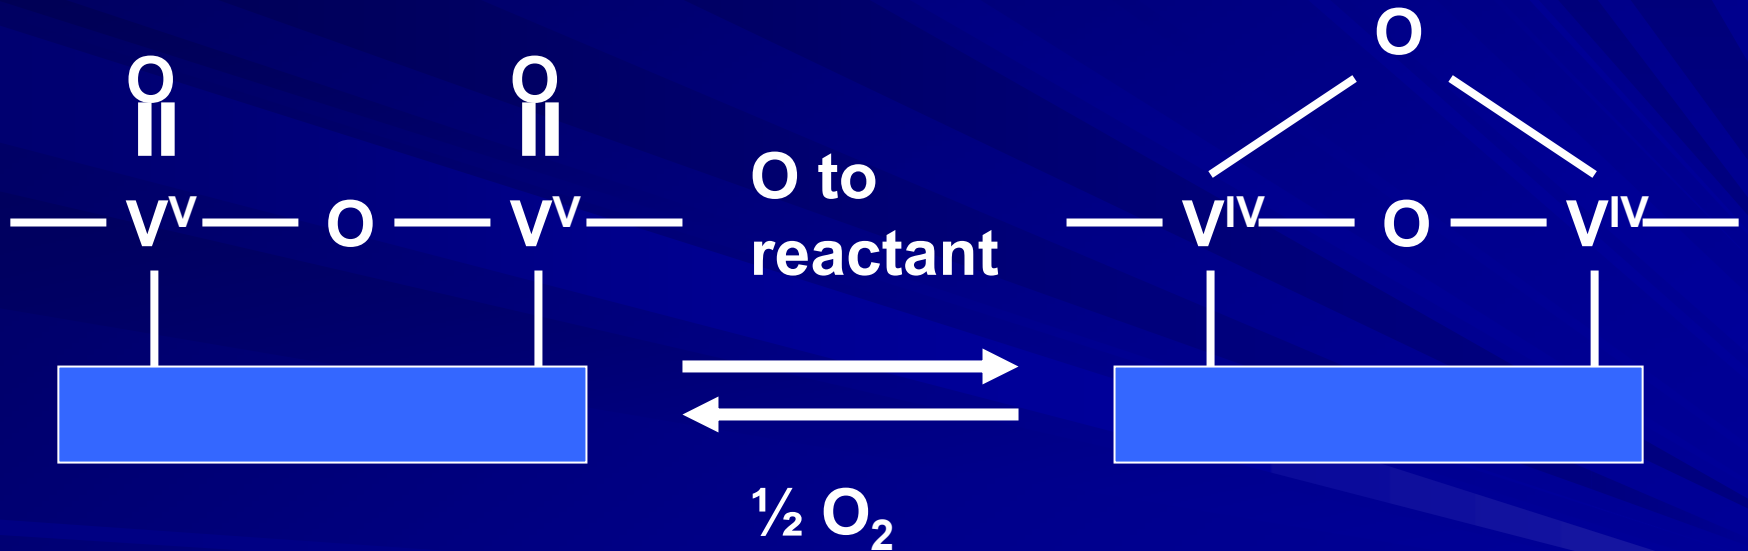 O O O
V^V O V^V
O to
reactant
V^IV O V^IV
½ O₂